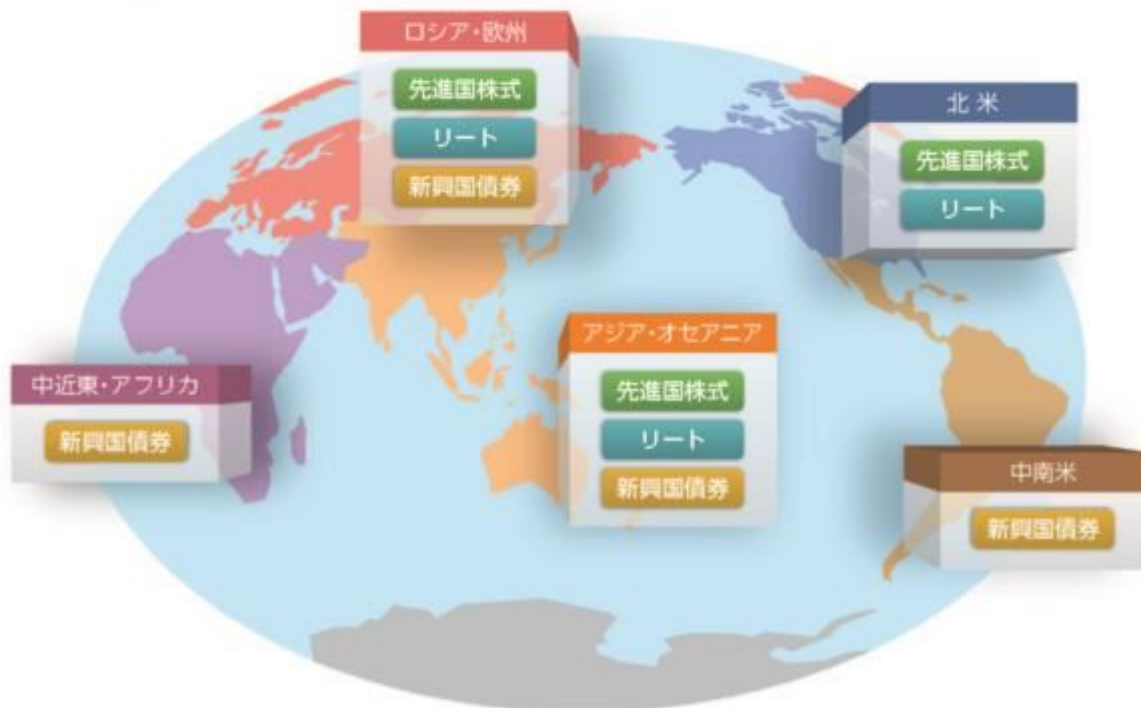 ロシア・欧州
先進国株式
リート
新興国債券
北米
先進国株式
リート
アジア・オセアニア
先進国株式
リート
新興国債券
中近東・アフリカ
新興国債券
中南米
新興国債券